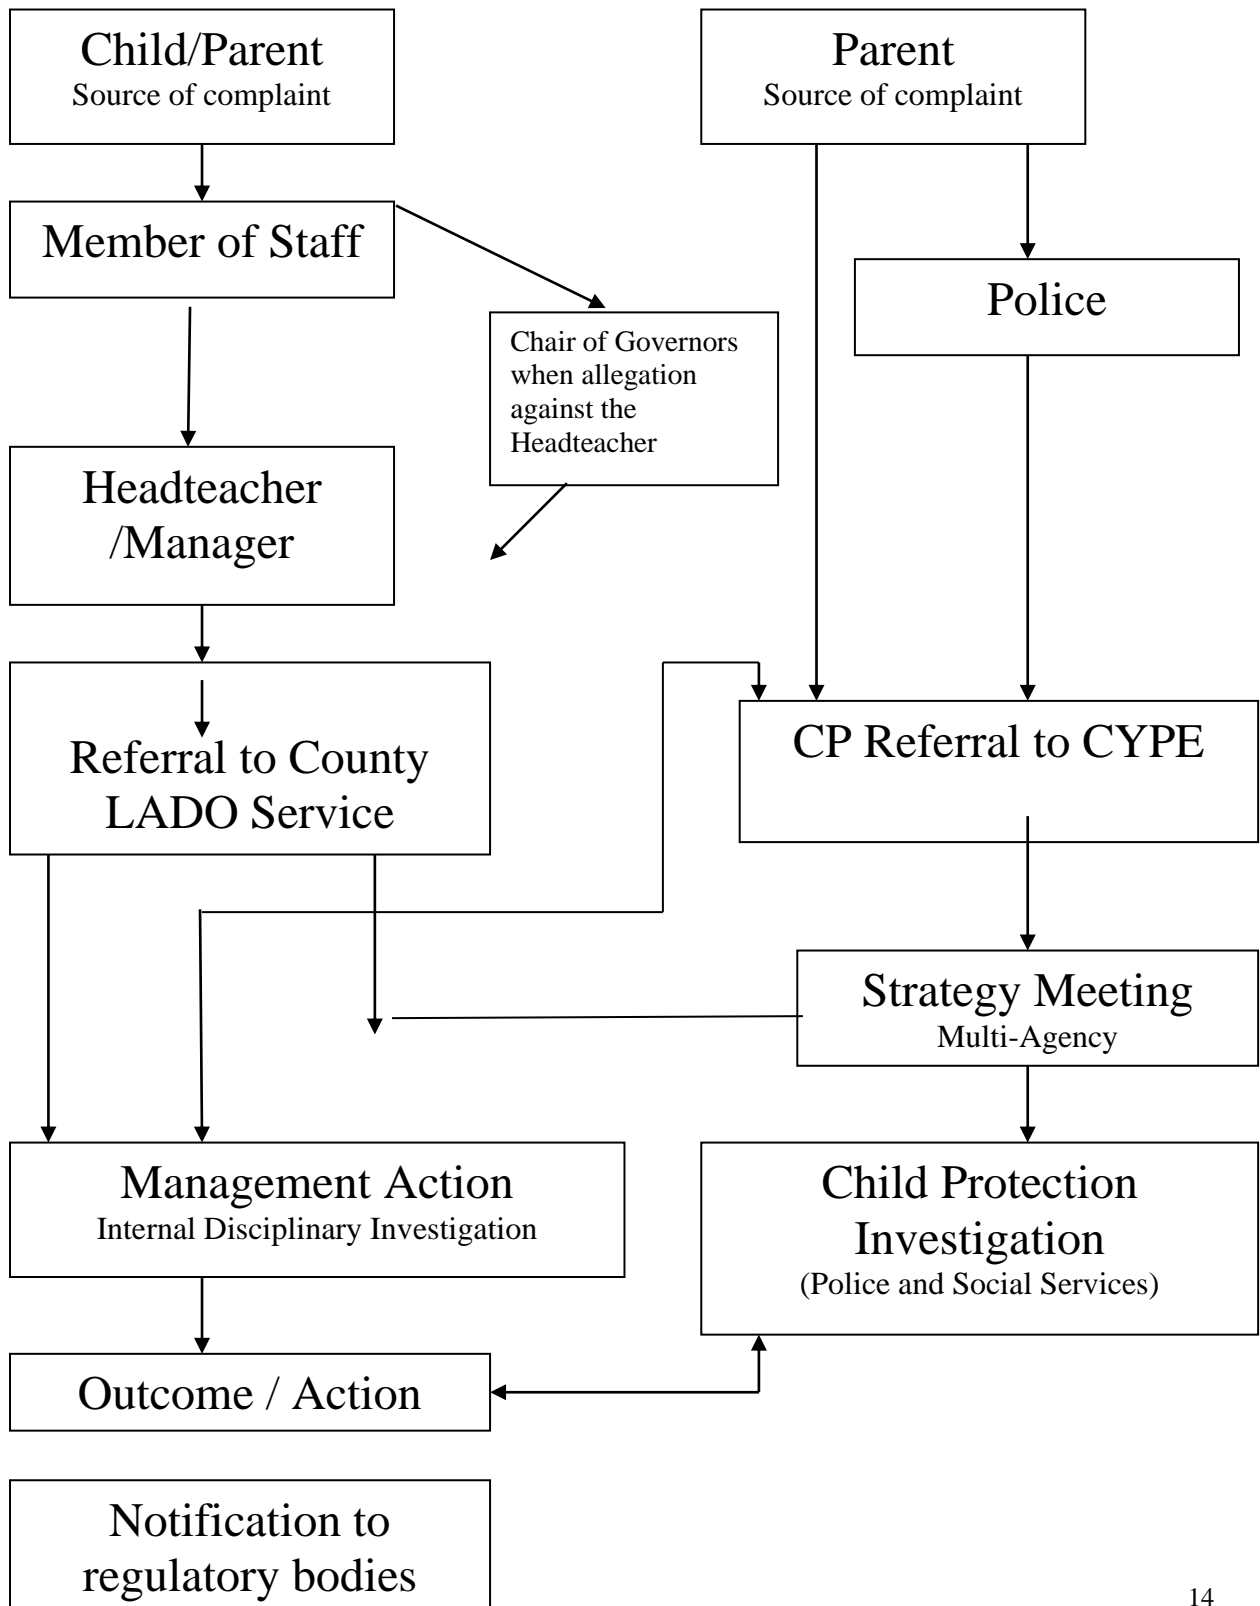 Child/Parent
Source of complaint
Parent
Source of complaint
Member of Staff
Police
Chair of Governors
when allegation
against the
Headteacher
Headteacher
/Manager
Referral to County
LADO Service
CP Referral to CYPE
Strategy Meeting
Multi-Agency
Management Action
Internal Disciplinary Investigation
Child Protection
Investigation
(Police and Social Services)
Outcome / Action
Notification to
regulatory bodies
14